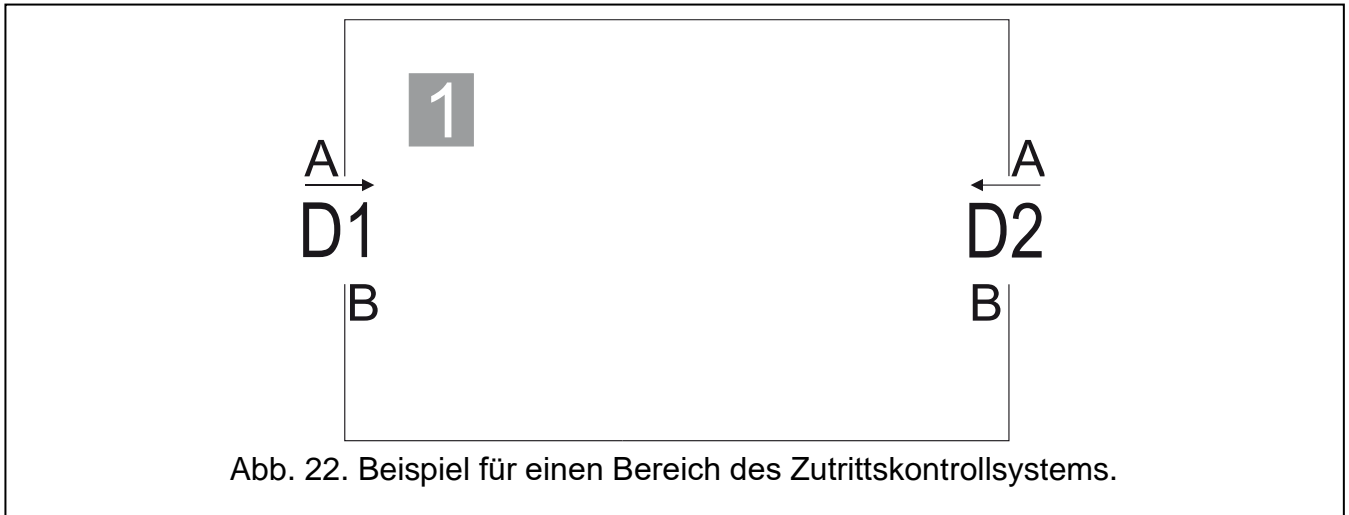 1
A A
D1 D2
B B
Abb. 22. Beispiel für einen Bereich des Zutrittskontrollsystems.